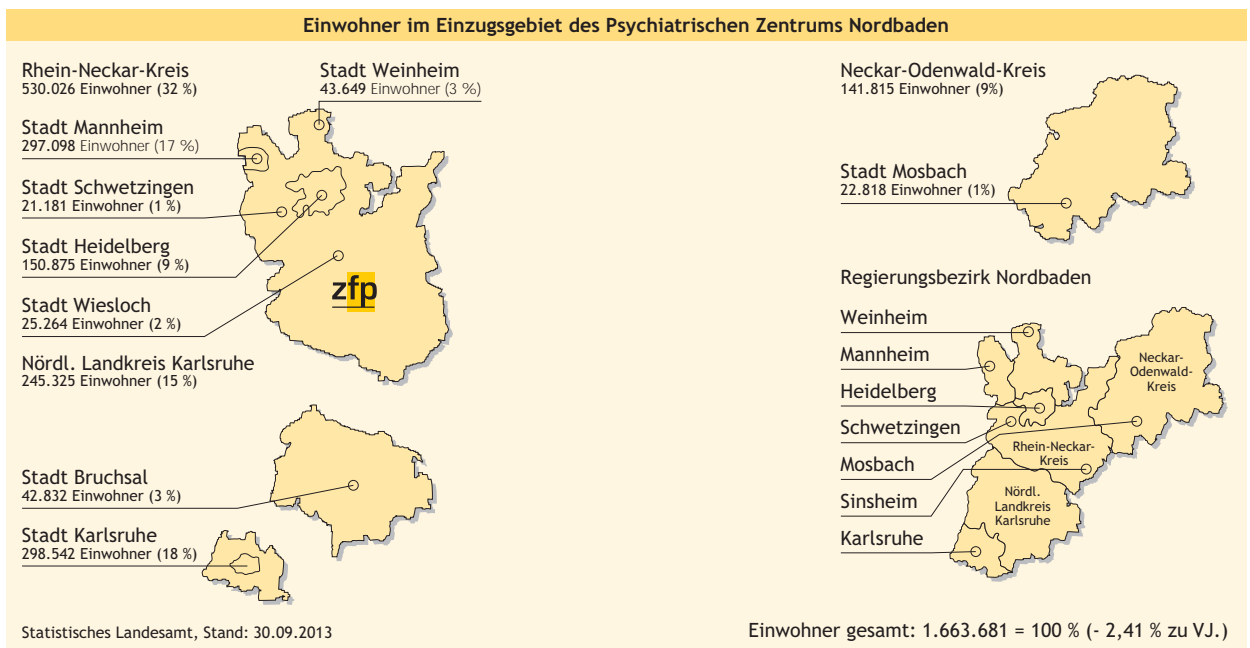 Einwohner im Einzugsgebiet des Psychiatrischen Zentrums Nordbaden
Rhein-Neckar-Kreis
530.026 Einwohner (32 %)
Stadt Weinheim
43.649 Einwohner (3 %)
Stadt Mannheim
297.098 Einwohner (17 %)
Stadt Schwetzingen
21.181 Einwohner (1 %)
Stadt Heidelberg
150.875 Einwohner (9 %)
Stadt Wiesloch
25.264 Einwohner (2 %)
zfp
Nördl. Landkreis Karlsruhe
245.325 Einwohner (15 %)
Stadt Bruchsal
42.832 Einwohner (3 %)
Stadt Karlsruhe
298.542 Einwohner (18 %)
Neckar-Odenwald-Kreis
141.815 Einwohner (9%)
Stadt Mosbach
22.818 Einwohner (1%)
Regierungsbezirk Nordbaden
Weinheim
Mannheim
Heidelberg
Schwetzingen
Mosbach
Sinsheim
Karlsruhe
Neckar-
Odenwald-
Kreis
Rhein-Neckar-
Kreis
Nördl.
Landkreis
Karlsruhe
Statistisches Landesamt, Stand: 30.09.2013
Einwohner gesamt: 1.663.681 = 100 % (- 2,41 % zu VJ.)